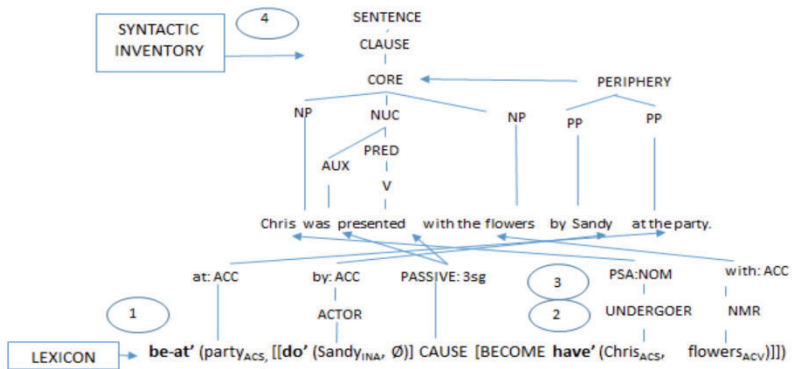 4 SENTENCE
SYNTACTIC
INVENTORY
CLAUSE
CORE PERIPHERY
NP NUC NP PP PP
PRED
AUX
V
Chris was presented with the flowers by Sandy at the party.
at: ACC by: ACC PASSIVE: 3sg 3 PSA:NOM with: ACC
1 ACTOR 2 UNDERGOER NMR
LEXICON be-at’ (partyACS, [[do’ (SandyINA, Ø)] CAUSE [BECOME have’ (ChrisACS, flowersACV)]])